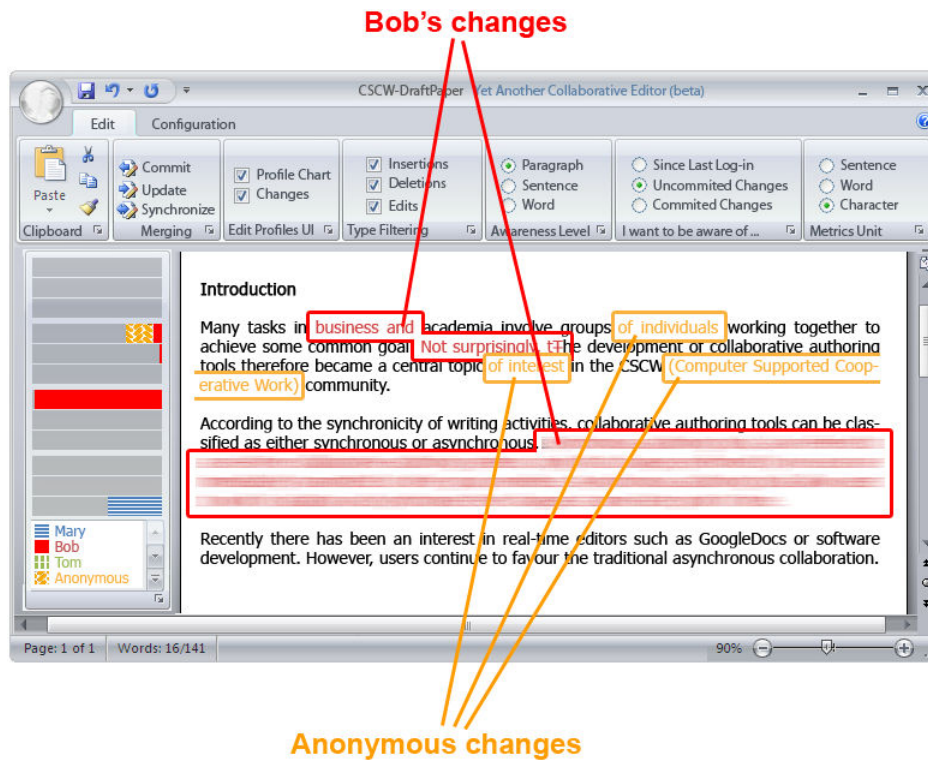 Bob's changes
CSCW-DraftPaper Yet Another Collaborative Editor (beta)
Edit Configuration
Paste
Clipboard
Commit
Update
Synchronize
Merging
Profile Chart
Changes
Edit Profiles UI
Insertions
Deletions
Edits
Type Filtering
Paragraph
Sentence
Word
Awareness Level
Since Last Log-in
Uncommited Changes
Commited Changes
I want to be aware of ...
Sentence
Word
Character
Metrics Unit
Introduction
Many tasks in business and academia involve groups of individuals working together to
achieve some common goal. Not surprisingly, tThe development of collaborative authoring
tools therefore became a central topic of interest in the CSCW (Computer Supported Coop-
erative Work) community.
According to the synchronicity of writing activities, collaborative authoring tools can be clas-
sified as either synchronous or asynchronous.
Recently there has been an interest in real-time editors such as GoogleDocs or software
development. However, users continue to favour the traditional asynchronous collaboration.
Mary
Bob
Tom
Anonymous
Page: 1 of 1 Words: 16/141
90%
Anonymous changes